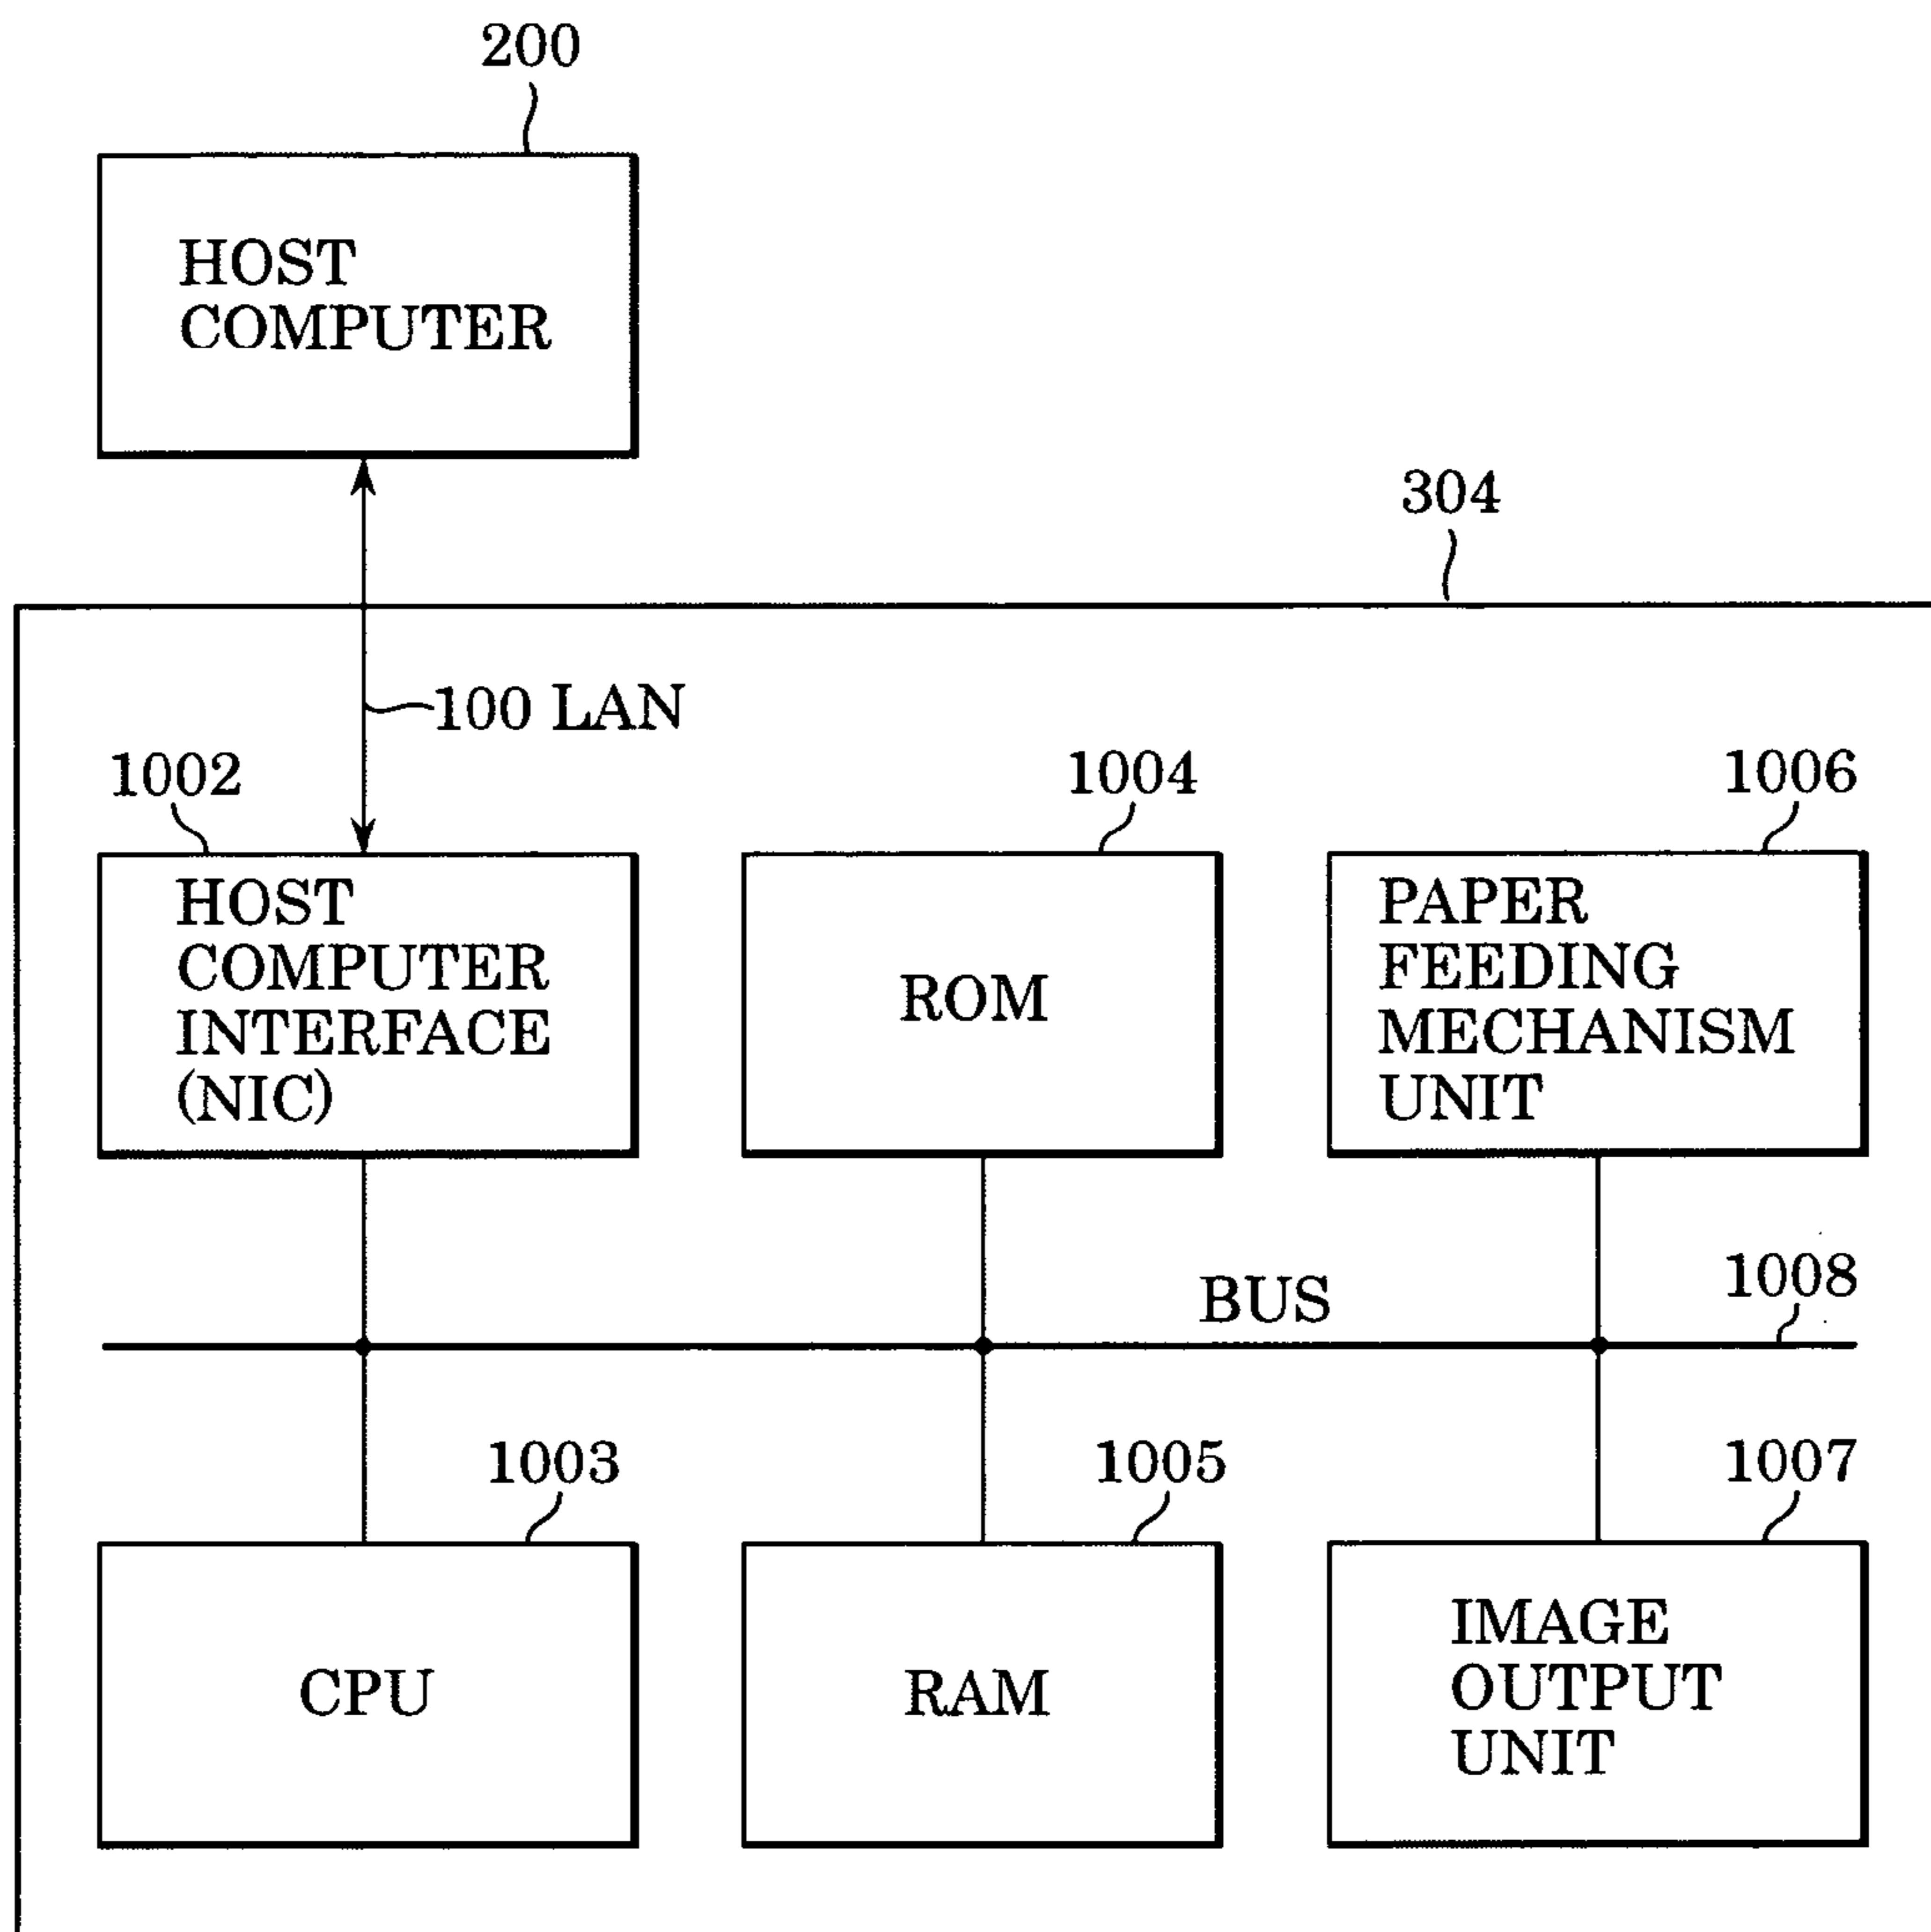 200
HOST
COMPUTER
304
100 LAN
1002
1004
1006
HOST
COMPUTER
INTERFACE
(NIC)
ROM
PAPER
FEEDING
MECHANISM
UNIT
BUS
1008
1003
1005
1007
CPU
RAM
IMAGE
OUTPUT
UNIT